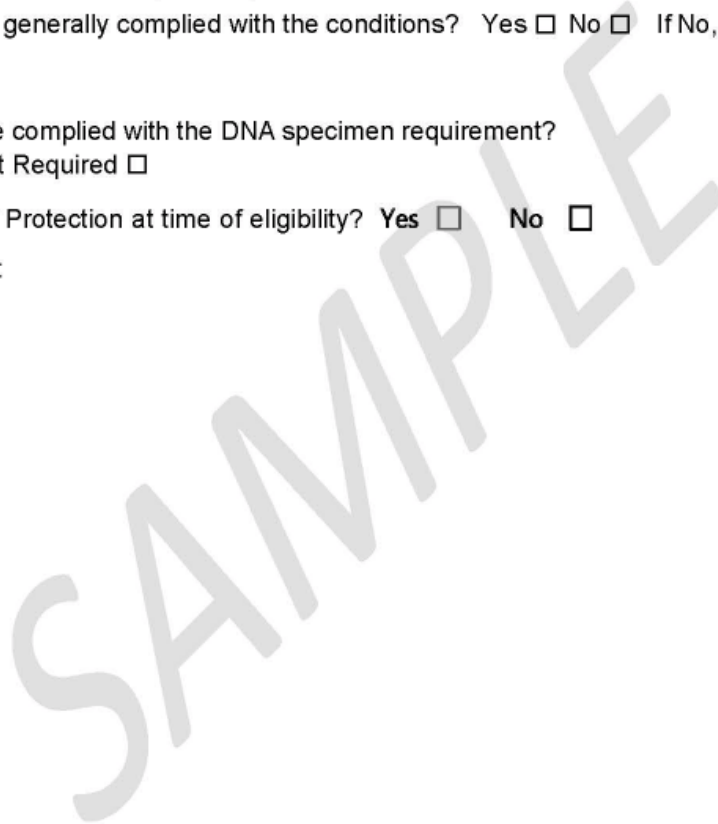 generally complied with the conditions? Yes ☐ No ☐ If No,
complied with the DNA specimen requirement?
Required ☐
Protection at time of eligibility? Yes ☐ No ☐
SAMPLE